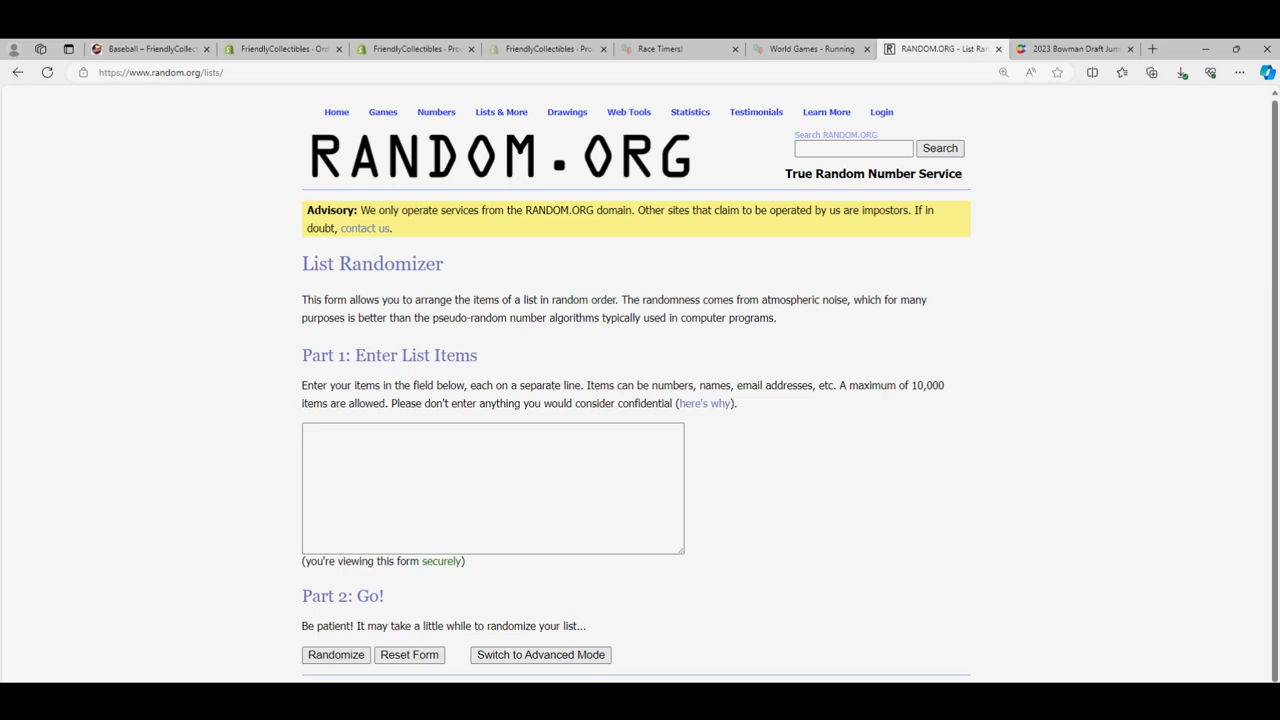 Baseball – FriendlyCollec
FriendlyCollectibles · Ord
FriendlyCollectibles · Pro
FriendlyCollectibles · Pro
Race Timers!
World Games - Running
RANDOM.ORG - List Ran
2023 Bowman Draft Jum
https://www.random.org/lists/
Home Games Numbers Lists & More Drawings Web Tools Statistics Testimonials Learn More Login
RANDOM.ORG
Search RANDOM.ORG
Search
True Random Number Service
Advisory: We only operate services from the RANDOM.ORG domain. Other sites that claim to be operated by us are impostors. If in
doubt, contact us.
List Randomizer
This form allows you to arrange the items of a list in random order. The randomness comes from atmospheric noise, which for many
purposes is better than the pseudo-random number algorithms typically used in computer programs.
Part 1: Enter List Items
Enter your items in the field below, each on a separate line. Items can be numbers, names, email addresses, etc. A maximum of 10,000
items are allowed. Please don't enter anything you would consider confidential (here's why).
(you're viewing this form securely)
Part 2: Go!
Be patient! It may take a little while to randomize your list...
Randomize Reset Form Switch to Advanced Mode